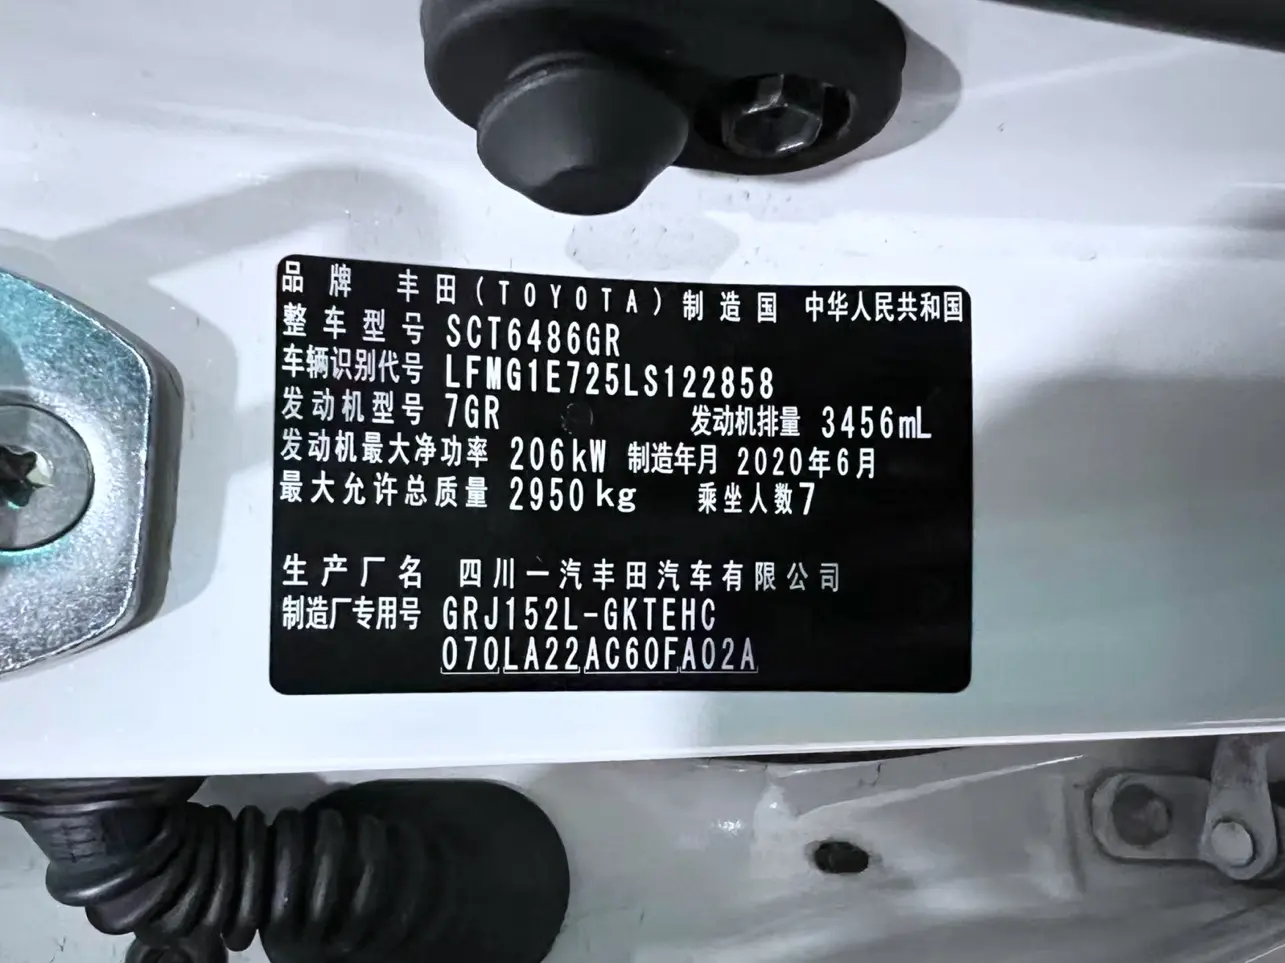 品牌 丰田(TOYOTA)制造国 中华人民共和国
整车型号 SCT6486GR
车辆识别代号 LFMG1E725LS122858
发动机型号 7GR 发动机排量 3456mL
发动机最大净功率 206kW 制造年月 2020年6月
最大允许总质量 2950kg 乘坐人数7
生产厂名 四川一汽丰田汽车有限公司
制造厂专用号 GRJ152L-GKTEHC
070LA22AC60FA02A